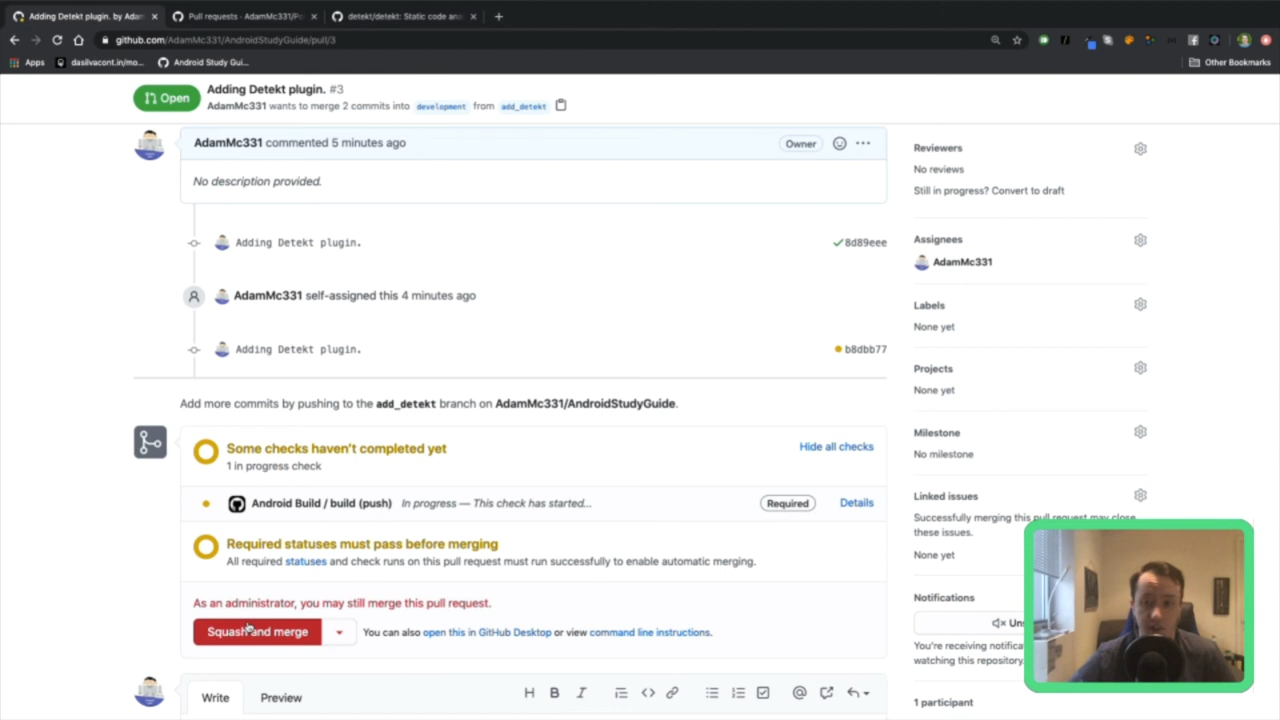 Adding Detekt plugin. by Adam
Pull requests · AdamMc331/Po
detekt/detekt: Static code ana
github.com/AdamMc331/AndroidStudyGuide/pull/3
Apps
dasilvacont.in/mo...
Android Study Gui...
Other Bookmarks
Open
Adding Detekt plugin. #3
AdamMc331 wants to merge 2 commits into development from add_detekt
AdamMc331 commented 5 minutes ago
Owner
No description provided.
Adding Detekt plugin.
8d89eee
AdamMc331 self-assigned this 4 minutes ago
Adding Detekt plugin.
b8dbb77
Add more commits by pushing to the add_detekt branch on AdamMc331/AndroidStudyGuide.
Some checks haven't completed yet
1 in progress check
Hide all checks
Android Build / build (push) In progress — This check has started...
Required
Details
Required statuses must pass before merging
All required statuses and check runs on this pull request must run successfully to enable automatic merging.
As an administrator, you may still merge this pull request.
Squash and merge
You can also open this in GitHub Desktop or view command line instructions.
Write
Preview
Reviewers
No reviews
Still in progress? Convert to draft
Assignees
AdamMc331
Labels
None yet
Projects
None yet
Milestone
No milestone
Linked issues
Successfully merging this pull request may close
these issues.
None yet
Notifications
Uns
You're receiving notifica
watching this repository.
1 participant